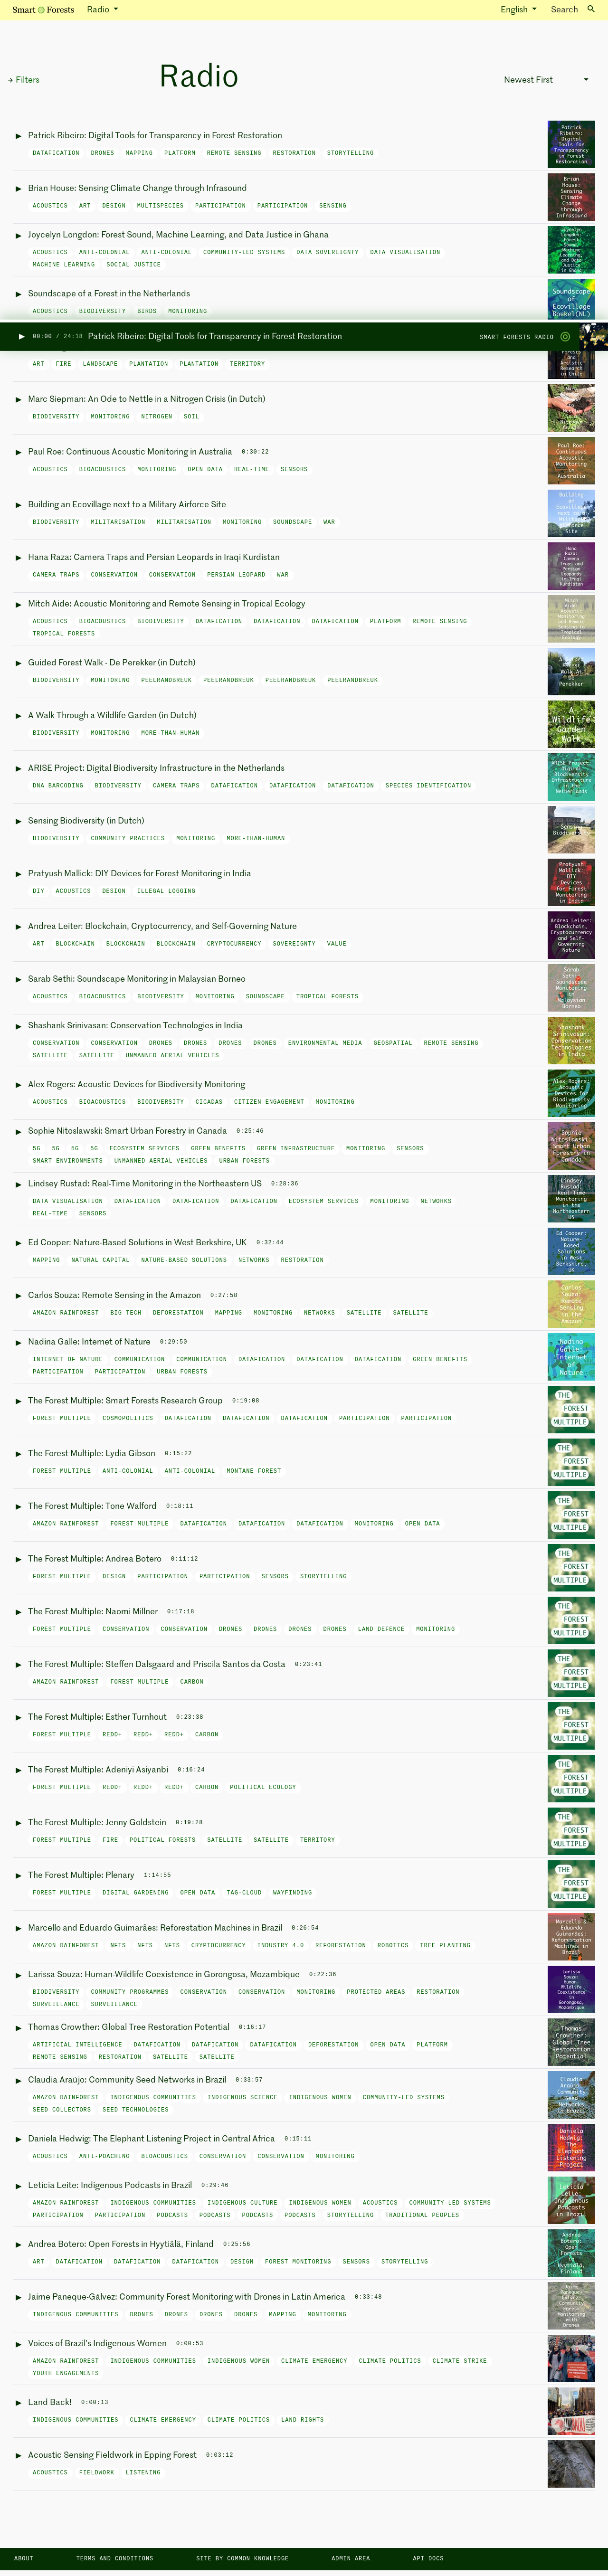 Smart Forests Radio English Search
→ Filters Radio Newest First
Patrick Ribeiro: Digital Tools for Transparency in Forest Restoration
DATAFICATION DRONES MAPPING PLATFORM REMOTE SENSING RESTORATION STORYTELLING
Brian House: Sensing Climate Change through Infrasound
ACOUSTICS ART DESIGN MULTISPECIES PARTICIPATION PARTICIPATION SENSING
Joycelyn Longdon: Forest Sound, Machine Learning, and Data Justice in Ghana
ACOUSTICS ANTI-COLONIAL ANTI-COLONIAL COMMUNITY-LED SYSTEMS DATA SOVEREIGNTY DATA VISUALISATION
MACHINE LEARNING SOCIAL JUSTICE
Soundscape of a Forest in the Netherlands
ACOUSTICS BIODIVERSITY BIRDS MONITORING
00:00 / 24:18 Patrick Ribeiro: Digital Tools for Transparency in Forest Restoration SMART FORESTS RADIO
ART FIRE LANDSCAPE PLANTATION PLANTATION TERRITORY
Marc Siepman: An Ode to Nettle in a Nitrogen Crisis (in Dutch)
BIODIVERSITY MONITORING NITROGEN SOIL
Paul Roe: Continuous Acoustic Monitoring in Australia 0:30:22
ACOUSTICS BIOACOUSTICS MONITORING OPEN DATA REAL-TIME SENSORS
Building an Ecovillage next to a Military Airforce Site
BIODIVERSITY MILITARISATION MILITARISATION MONITORING SOUNDSCAPE WAR
Hana Raza: Camera Traps and Persian Leopards in Iraqi Kurdistan
CAMERA TRAPS CONSERVATION CONSERVATION PERSIAN LEOPARD WAR
Mitch Aide: Acoustic Monitoring and Remote Sensing in Tropical Ecology
ACOUSTICS BIOACOUSTICS BIODIVERSITY DATAFICATION DATAFICATION DATAFICATION PLATFORM REMOTE SENSING
TROPICAL FORESTS
Guided Forest Walk - De Perekker (in Dutch)
BIODIVERSITY MONITORING PEELRANDBREUK PEELRANDBREUK PEELRANDBREUK PEELRANDBREUK
A Walk Through a Wildlife Garden (in Dutch)
BIODIVERSITY MONITORING MORE-THAN-HUMAN
ARISE Project: Digital Biodiversity Infrastructure in the Netherlands
DNA BARCODING BIODIVERSITY CAMERA TRAPS DATAFICATION DATAFICATION DATAFICATION SPECIES IDENTIFICATION
Sensing Biodiversity (in Dutch)
BIODIVERSITY COMMUNITY PRACTICES MONITORING MORE-THAN-HUMAN
Pratyush Mallick: DIY Devices for Forest Monitoring in India
DIY ACOUSTICS DESIGN ILLEGAL LOGGING
Andrea Leiter: Blockchain, Cryptocurrency, and Self-Governing Nature
ART BLOCKCHAIN BLOCKCHAIN BLOCKCHAIN CRYPTOCURRENCY SOVEREIGNTY VALUE
Sarab Sethi: Soundscape Monitoring in Malaysian Borneo
ACOUSTICS BIOACOUSTICS BIODIVERSITY MONITORING SOUNDSCAPE TROPICAL FORESTS
Shashank Srinivasan: Conservation Technologies in India
CONSERVATION CONSERVATION DRONES DRONES DRONES DRONES ENVIRONMENTAL MEDIA GEOSPATIAL REMOTE SENSING
SATELLITE SATELLITE UNMANNED AERIAL VEHICLES
Alex Rogers: Acoustic Devices for Biodiversity Monitoring
ACOUSTICS BIOACOUSTICS BIODIVERSITY CICADAS CITIZEN ENGAGEMENT MONITORING
Sophie Nitoslawski: Smart Urban Forestry in Canada 0:25:46
5G 5G 5G 5G ECOSYSTEM SERVICES GREEN BENEFITS GREEN INFRASTRUCTURE MONITORING SENSORS
SMART ENVIRONMENTS UNMANNED AERIAL VEHICLES URBAN FORESTS
Lindsey Rustad: Real-Time Monitoring in the Northeastern US 0:28:36
DATA VISUALISATION DATAFICATION DATAFICATION DATAFICATION ECOSYSTEM SERVICES MONITORING NETWORKS
REAL-TIME SENSORS
Ed Cooper: Nature-Based Solutions in West Berkshire, UK 0:32:44
MAPPING NATURAL CAPITAL NATURE-BASED SOLUTIONS NETWORKS RESTORATION
Carlos Souza: Remote Sensing in the Amazon 0:27:58
AMAZON RAINFOREST BIG TECH DEFORESTATION MAPPING MONITORING NETWORKS SATELLITE SATELLITE
Nadina Galle: Internet of Nature 0:29:50
INTERNET OF NATURE COMMUNICATION COMMUNICATION DATAFICATION DATAFICATION DATAFICATION GREEN BENEFITS
PARTICIPATION PARTICIPATION URBAN FORESTS
The Forest Multiple: Smart Forests Research Group 0:19:08
FOREST MULTIPLE COSMOPOLITICS DATAFICATION DATAFICATION DATAFICATION PARTICIPATION PARTICIPATION
The Forest Multiple: Lydia Gibson 0:15:22
FOREST MULTIPLE ANTI-COLONIAL ANTI-COLONIAL MONTANE FOREST
The Forest Multiple: Tone Walford 0:18:11
AMAZON RAINFOREST FOREST MULTIPLE DATAFICATION DATAFICATION DATAFICATION MONITORING OPEN DATA
The Forest Multiple: Andrea Botero 0:11:12
FOREST MULTIPLE DESIGN PARTICIPATION PARTICIPATION SENSORS STORYTELLING
The Forest Multiple: Naomi Millner 0:17:18
FOREST MULTIPLE CONSERVATION CONSERVATION DRONES DRONES DRONES DRONES LAND DEFENCE MONITORING
The Forest Multiple: Steffen Dalsgaard and Priscila Santos da Costa 0:23:41
AMAZON RAINFOREST FOREST MULTIPLE CARBON
The Forest Multiple: Esther Turnhout 0:23:38
FOREST MULTIPLE REDD+ REDD+ REDD+ CARBON
The Forest Multiple: Adeniyi Asiyanbi 0:16:24
FOREST MULTIPLE REDD+ REDD+ REDD+ CARBON POLITICAL ECOLOGY
The Forest Multiple: Jenny Goldstein 0:19:28
FOREST MULTIPLE FIRE POLITICAL FORESTS SATELLITE SATELLITE TERRITORY
The Forest Multiple: Plenary 1:14:55
FOREST MULTIPLE DIGITAL GARDENING OPEN DATA TAG-CLOUD WAYFINDING
Marcello and Eduardo Guimarães: Reforestation Machines in Brazil 0:26:54
AMAZON RAINFOREST NFTS NFTS NFTS CRYPTOCURRENCY INDUSTRY 4.0 REFORESTATION ROBOTICS TREE PLANTING
Larissa Souza: Human-Wildlife Coexistence in Gorongosa, Mozambique 0:22:36
BIODIVERSITY COMMUNITY PROGRAMMES CONSERVATION CONSERVATION MONITORING PROTECTED AREAS RESTORATION
SURVEILLANCE SURVEILLANCE
Thomas Crowther: Global Tree Restoration Potential 0:16:17
ARTIFICIAL INTELLIGENCE DATAFICATION DATAFICATION DATAFICATION DEFORESTATION OPEN DATA PLATFORM
REMOTE SENSING RESTORATION SATELLITE SATELLITE
Claudia Araújo: Community Seed Networks in Brazil 0:33:57
AMAZON RAINFOREST INDIGENOUS COMMUNITIES INDIGENOUS SCIENCE INDIGENOUS WOMEN COMMUNITY-LED SYSTEMS
SEED COLLECTORS SEED TECHNOLOGIES
Daniela Hedwig: The Elephant Listening Project in Central Africa 0:15:11
ACOUSTICS ANTI-POACHING BIOACOUSTICS CONSERVATION CONSERVATION MONITORING
Leticia Leite: Indigenous Podcasts in Brazil 0:29:46
AMAZON RAINFOREST INDIGENOUS COMMUNITIES INDIGENOUS CULTURE INDIGENOUS WOMEN ACOUSTICS COMMUNITY-LED SYSTEMS
PARTICIPATION PARTICIPATION PODCASTS PODCASTS PODCASTS PODCASTS STORYTELLING TRADITIONAL PEOPLES
Andrea Botero: Open Forests in Hyytiälä, Finland 0:25:56
ART DATAFICATION DATAFICATION DATAFICATION DESIGN FOREST MONITORING SENSORS STORYTELLING
Jaime Paneque-Gálvez: Community Forest Monitoring with Drones in Latin America 0:33:48
INDIGENOUS COMMUNITIES DRONES DRONES DRONES DRONES MAPPING MONITORING
Voices of Brazil's Indigenous Women 0:00:53
AMAZON RAINFOREST INDIGENOUS COMMUNITIES INDIGENOUS WOMEN CLIMATE EMERGENCY CLIMATE POLITICS CLIMATE STRIKE
YOUTH ENGAGEMENTS
Land Back! 0:00:13
INDIGENOUS COMMUNITIES CLIMATE EMERGENCY CLIMATE POLITICS LAND RIGHTS
Acoustic Sensing Fieldwork in Epping Forest 0:03:12
ACOUSTICS FIELDWORK LISTENING
ABOUT TERMS AND CONDITIONS SITE BY COMMON KNOWLEDGE ADMIN AREA API DOCS